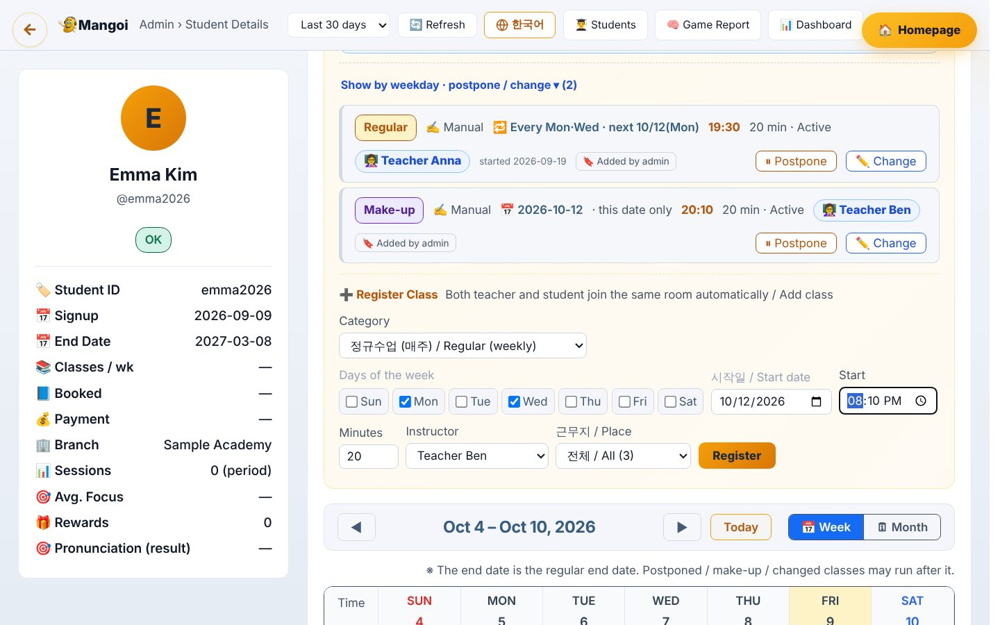 Mangoi Admin › Student Details Last 30 days Refresh 한국어 Students Game Report Dashboard Homepage
E
Emma Kim
@emma2026
OK
Student ID emma2026
Signup 2026-09-09
End Date 2027-03-08
Classes / wk —
Booked —
Payment —
Branch Sample Academy
Sessions 0 (period)
Avg. Focus —
Rewards 0
Pronunciation (result) —
Show by weekday · postpone / change ▾ (2)
Regular Manual Every Mon·Wed · next 10/12(Mon) 19:30 20 min · Active
Teacher Anna started 2026-09-19 Added by admin Postpone Change
Make-up Manual 2026-10-12 · this date only 20:10 20 min · Active Teacher Ben
Added by admin Postpone Change
Register Class Both teacher and student join the same room automatically / Add class
Category
정규수업 (매주) / Regular (weekly)
Days of the week 시작일 / Start date Start
Sun Mon Tue Wed Thu Fri Sat 10/12/2026 08:10 PM
Minutes Instructor 근무지 / Place
20 Teacher Ben 전체 / All (3) Register
◀ Oct 4 – Oct 10, 2026 ▶ Today Week Month
※ The end date is the regular end date. Postponed / make-up / changed classes may run after it.
Time SUN MON TUE WED THU FRI SAT
4 5 6 7 8 9 10